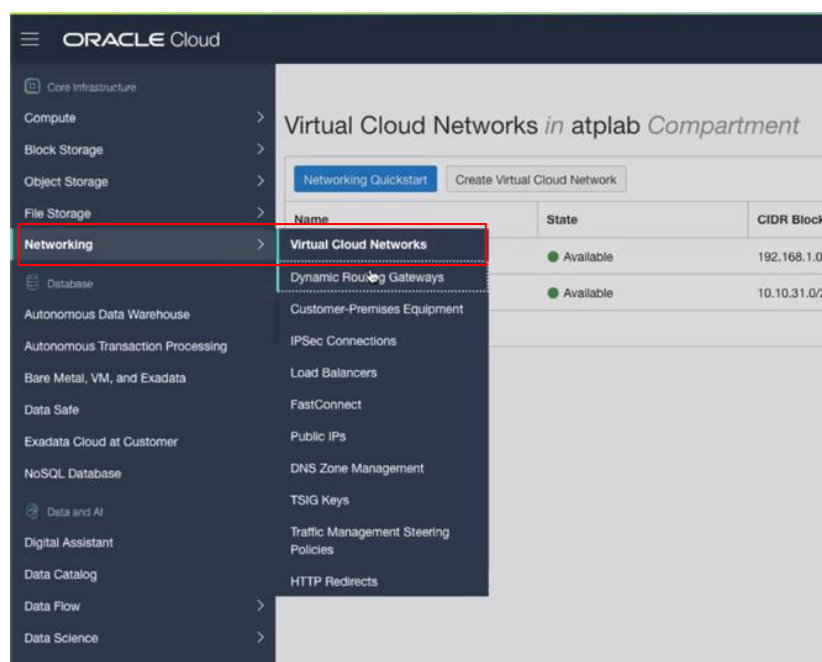 ORACLE Cloud
Core Infrastructure
Compute
Block Storage
Object Storage
File Storage
Networking
Database
Autonomous Data Warehouse
Autonomous Transaction Processing
Bare Metal, VM, and Exadata
Data Safe
Exadata Cloud at Customer
NoSQL Database
Data and AI
Digital Assistant
Data Catalog
Data Flow
Data Science
Virtual Cloud Networks
Dynamic Routing Gateways
Customer-Premises Equipment
IPSec Connections
Load Balancers
FastConnect
Public IPs
DNS Zone Management
TSIG Keys
Traffic Management Steering
Policies
HTTP Redirects
Virtual Cloud Networks in atplab Compartment
Networking Quickstart Create Virtual Cloud Network
Name State CIDR Block
Available 192.168.1.0
Available 10.10.31.0/2